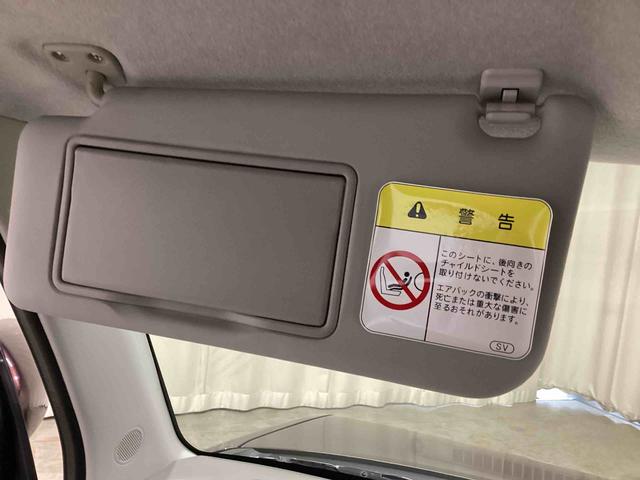 警告
このシートに、後向きの
チャイルドシートを
取り付けないでください。
エアバックの衝撃により、
死亡または重大な傷害に
至るおそれがあります。
SV